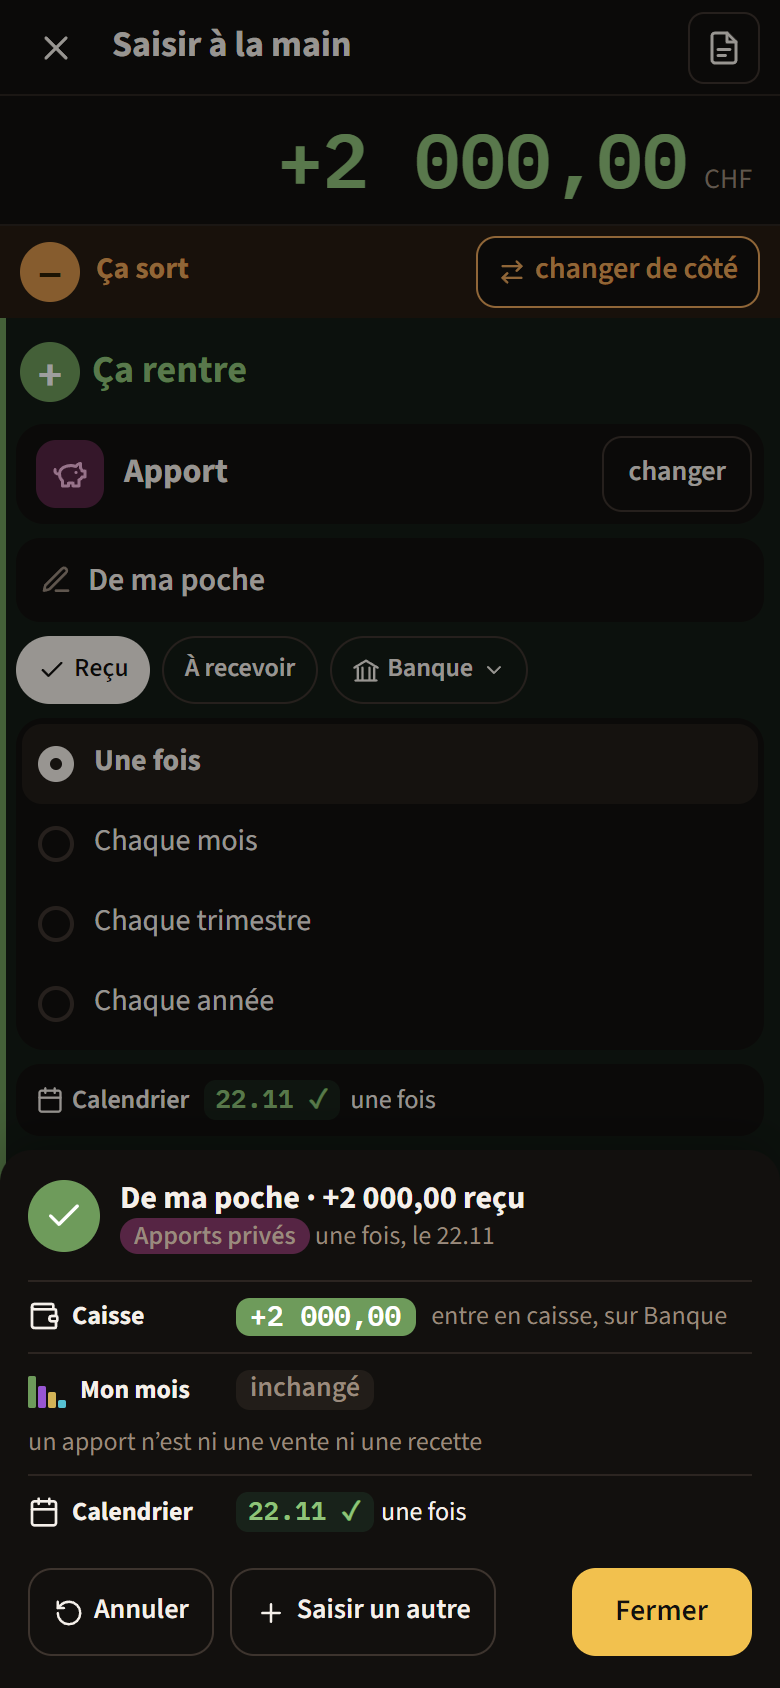 Saisir à la main
+2 000,00 CHF
Ça sort
changer de côté
Ça rentre
Apport
changer
De ma poche
Reçu
À recevoir
Banque
Une fois
Chaque mois
Chaque trimestre
Chaque année
Calendrier 22.11 ✓ une fois
De ma poche · +2 000,00 reçu
Apports privés une fois, le 22.11
Caisse +2 000,00 entre en caisse, sur Banque
Mon mois inchangé
un apport n’est ni une vente ni une recette
Calendrier 22.11 ✓ une fois
Annuler
Saisir un autre
Fermer